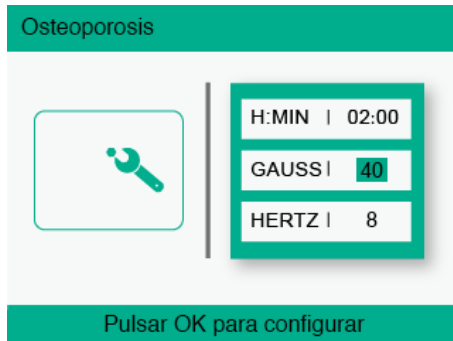 Osteoporosis
H:MIN | 02:00
GAUSS | 40
HERTZ | 8
Pulsar OK para configurar